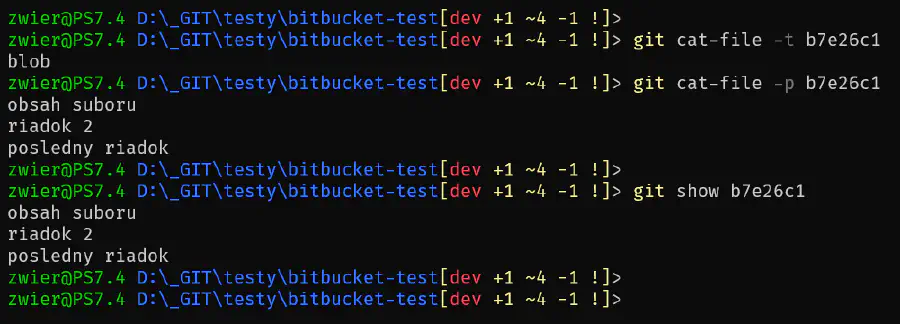 zwier@PS7.4 D:\_GIT\testy\bitbucket-test[dev +1 ~4 -1 !]>
zwier@PS7.4 D:\_GIT\testy\bitbucket-test[dev +1 ~4 -1 !]> git cat-file -t b7e26c1
blob
zwier@PS7.4 D:\_GIT\testy\bitbucket-test[dev +1 ~4 -1 !]> git cat-file -p b7e26c1
obsah suboru
riadok 2
posledny riadok
zwier@PS7.4 D:\_GIT\testy\bitbucket-test[dev +1 ~4 -1 !]>
zwier@PS7.4 D:\_GIT\testy\bitbucket-test[dev +1 ~4 -1 !]> git show b7e26c1
obsah suboru
riadok 2
posledny riadok
zwier@PS7.4 D:\_GIT\testy\bitbucket-test[dev +1 ~4 -1 !]>
zwier@PS7.4 D:\_GIT\testy\bitbucket-test[dev +1 ~4 -1 !]>